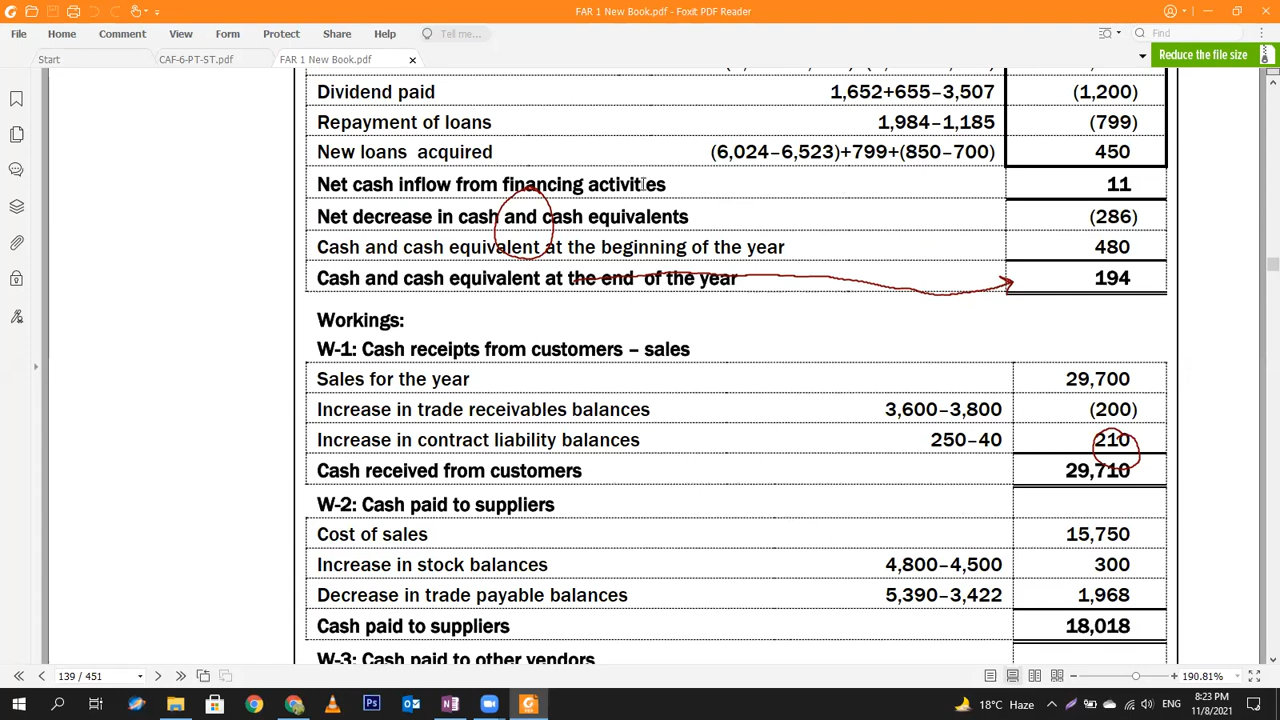 FAR 1 New Book.pdf - Foxit PDF Reader
File Home Comment View Form Protect Share Help Tell me... Find
Start CAF-6-PT-ST.pdf FAR 1 New Book.pdf Reduce the file size
Dividend paid 1,652+655–3,507 (1,200)
Repayment of loans 1,984–1,185 (799)
New loans acquired (6,024–6,523)+799+(850–700) 450
Net cash inflow from financing activities 11
Net decrease in cash and cash equivalents (286)
Cash and cash equivalent at the beginning of the year 480
Cash and cash equivalent at the end of the year 194
Workings:
W-1: Cash receipts from customers – sales
Sales for the year 29,700
Increase in trade receivables balances 3,600–3,800 (200)
Increase in contract liability balances 250–40 210
Cash received from customers 29,710
W-2: Cash paid to suppliers
Cost of sales 15,750
Increase in stock balances 4,800–4,500 300
Decrease in trade payable balances 5,390–3,422 1,968
Cash paid to suppliers 18,018
W-3: Cash paid to other vendors
139 / 451 190.81%
18°C Haze ENG 8:23 PM
11/8/2021